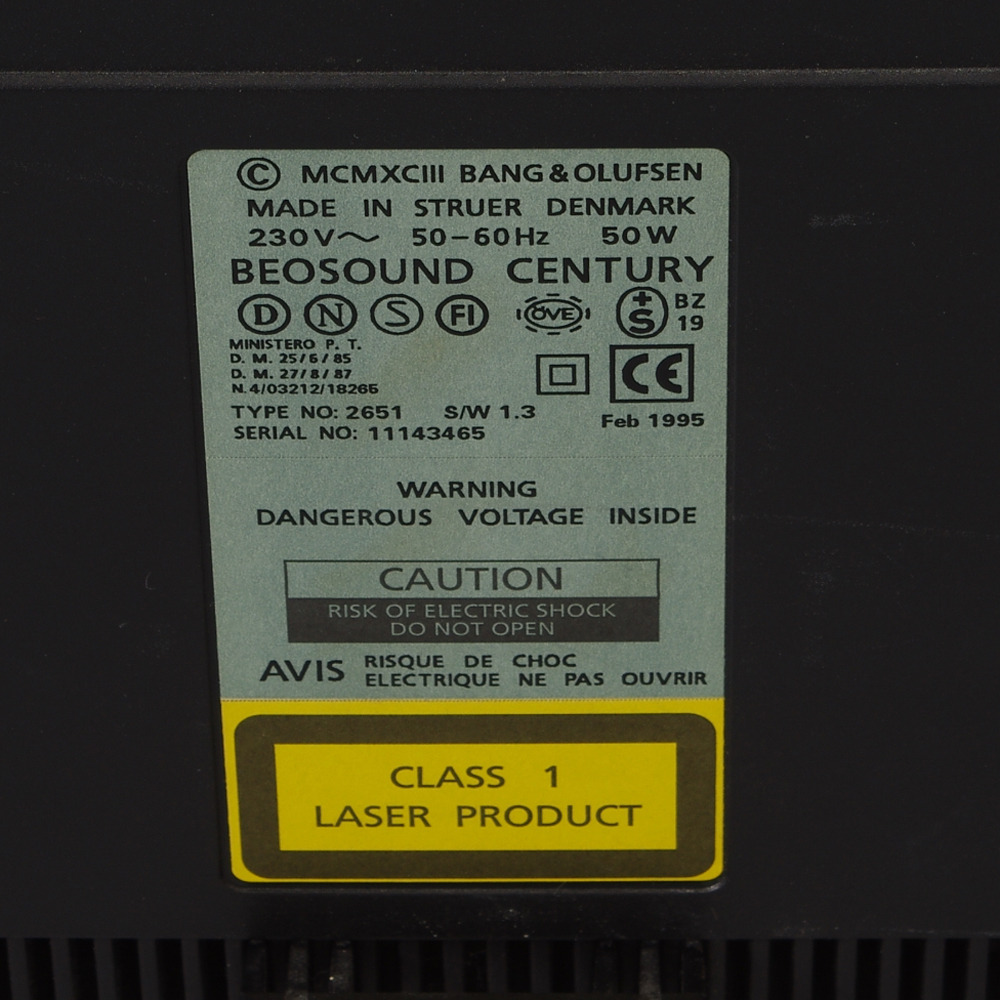 © MCMXCIII BANG & OLUFSEN
MADE IN STRUER DENMARK
230V~ 50-60Hz 50W
BEOSOUND CENTURY
D N S FI ÖVE +S BZ 19
MINISTERO P. T.
D. M. 25/6/85
D. M. 27/8/87
N.4/03212/18265
CE
TYPE NO: 2651 S/W 1.3
Feb 1995
SERIAL NO: 11143465
WARNING
DANGEROUS VOLTAGE INSIDE
CAUTION
RISK OF ELECTRIC SHOCK
DO NOT OPEN
AVIS RISQUE DE CHOC
ELECTRIQUE NE PAS OUVRIR
CLASS 1
LASER PRODUCT